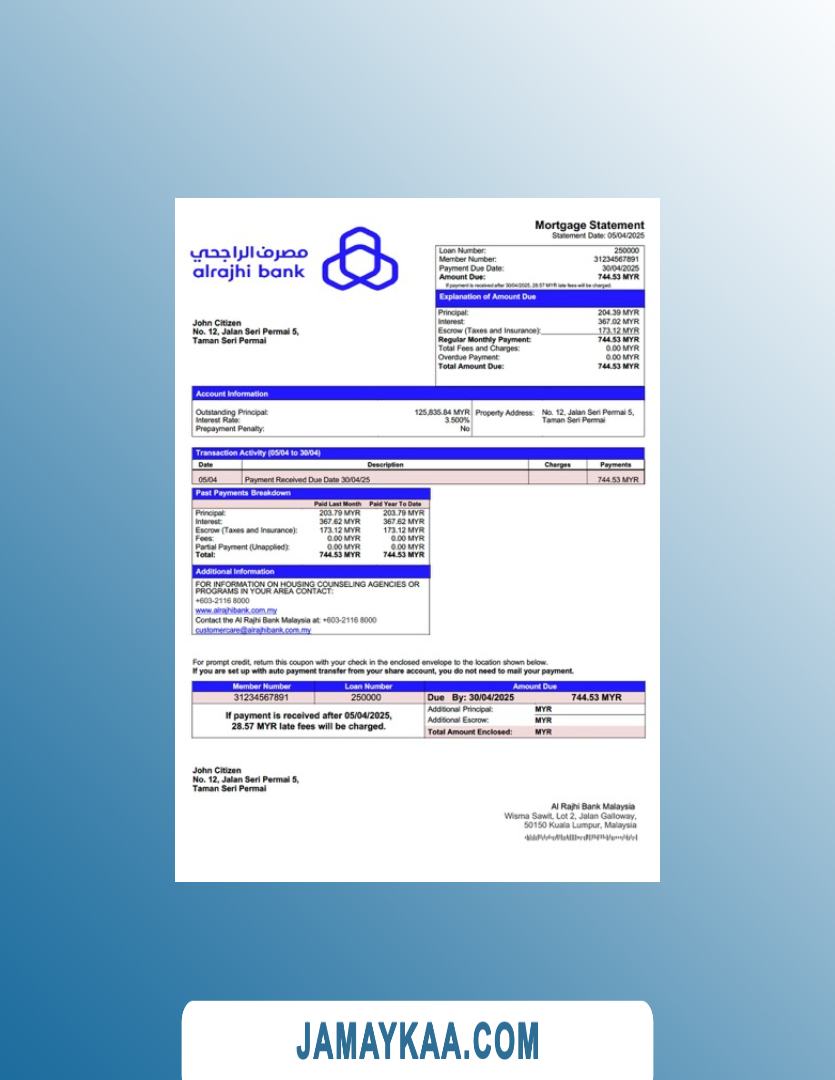 مصرف الراجحي
alrajhi bank
Mortgage Statement
Statement Date: 05/04/2025
Loan Number: 250000
Member Number: 31234567891
Payment Due Date: 30/04/2025
Amount Due: 744.53 MYR
If payment is received after 30/04/2025, 28.57 MYR late fees will be charged.
Explanation of Amount Due
Principal: 204.39 MYR
Interest: 367.02 MYR
Escrow (Taxes and Insurance): 173.12 MYR
Regular Monthly Payment: 744.53 MYR
Total Fees and Charges: 0.00 MYR
Overdue Payment: 0.00 MYR
Total Amount Due: 744.53 MYR
John Citizen
No. 12, Jalan Seri Permai 5,
Taman Seri Permai
Account Information
Outstanding Principal: 125,835.84 MYR
Interest Rate: 3.500%
Prepayment Penalty: No
Property Address: No. 12, Jalan Seri Permai 5,
Taman Seri Permai
Transaction Activity (05/04 to 30/04)
Date Description Charges Payments
05/04 Payment Received Due Date 30/04/25 744.53 MYR
Past Payments Breakdown
Paid Last Month Paid Year To Date
Principal: 203.79 MYR 203.79 MYR
Interest: 367.62 MYR 367.62 MYR
Escrow (Taxes and Insurance): 173.12 MYR 173.12 MYR
Fees: 0.00 MYR 0.00 MYR
Partial Payment (Unapplied): 0.00 MYR 0.00 MYR
Total: 744.53 MYR 744.53 MYR
Additional Information
FOR INFORMATION ON HOUSING COUNSELING AGENCIES OR
PROGRAMS IN YOUR AREA CONTACT:
+603-2116 8000
www.alrajhibank.com.my
Contact the Al Rajhi Bank Malaysia at: +603-2116 8000
customercare@alrajhibank.com.my
For prompt credit, return this coupon with your check in the enclosed envelope to the location shown below.
If you are set up with auto payment transfer from your share account, you do not need to mail your payment.
Member Number Loan Number Amount Due
31234567891 250000 Due By: 30/04/2025 744.53 MYR
If payment is received after 05/04/2025,
28.57 MYR late fees will be charged.
Additional Principal: MYR
Additional Escrow: MYR
Total Amount Enclosed: MYR
John Citizen
No. 12, Jalan Seri Permai 5,
Taman Seri Permai
Al Rajhi Bank Malaysia
Wisma Sawit, Lot 2, Jalan Galloway,
50150 Kuala Lumpur, Malaysia
JAMAYKAA.COM